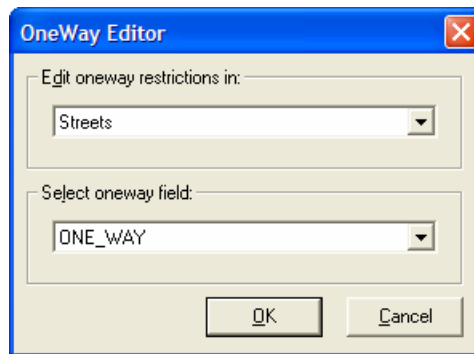 OneWay Editor
Edit oneway restrictions in:
Streets
Select oneway field:
ONE_WAY
OK
Cancel